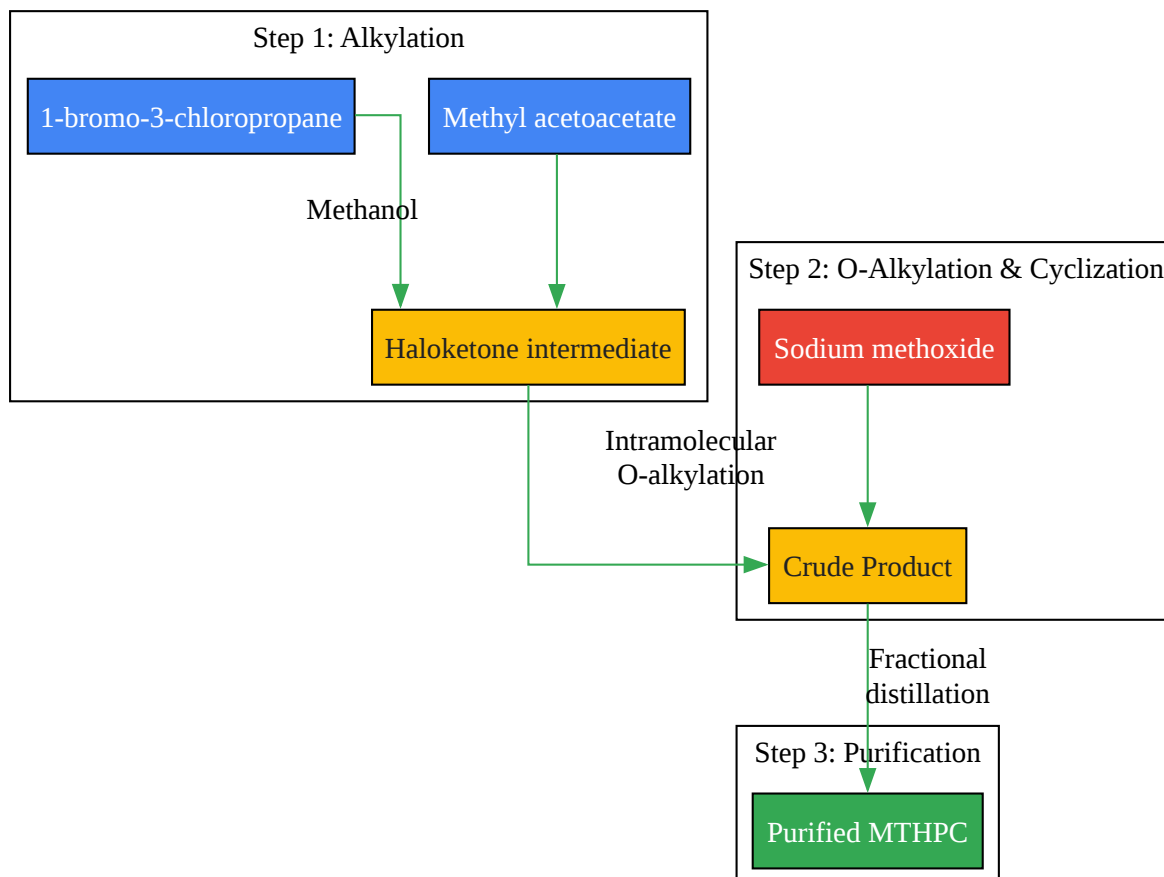 Step 1: Alkylation
1-bromo-3-chloropropane
Methyl acetoacetate
Methanol
Haloketone intermediate
Step 2: O-Alkylation & Cyclization
Sodium methoxide
Intramolecular
O-alkylation
Crude Product
Fractional
distillation
Step 3: Purification
Purified MTHPC